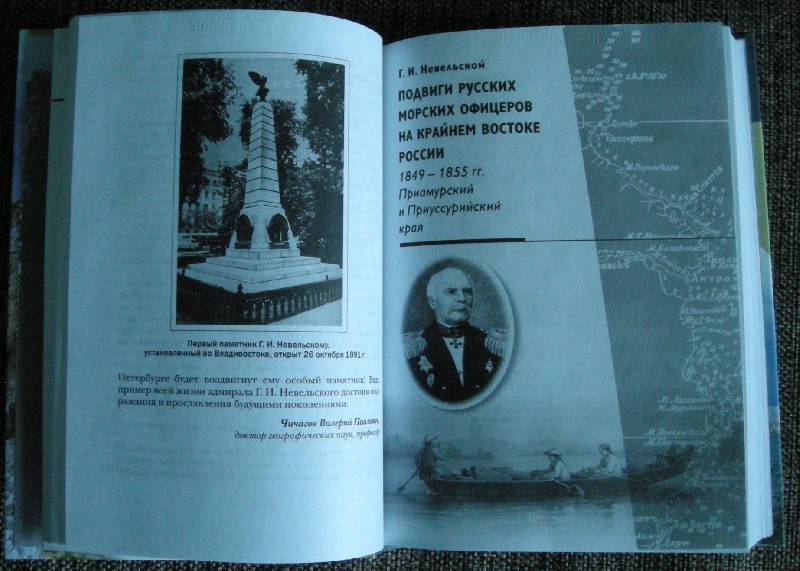 Первый памятник Г. И. Невельскому,
установленный во Владивостоке, открыт 26 октября 1891 г.
Петербурге будет воздвигнут ему особый памятник! Ведь
пример всей жизни адмирала Г. И. Невельского достоин под-
ражания и прославления будущими поколениями.
Чичагов Валерий Павлович,
доктор географических наук, профессор
Г. И. Невельской
ПОДВИГИ РУССКИХ
МОРСКИХ ОФИЦЕРОВ
НА КРАЙНЕМ ВОСТОКЕ
РОССИИ
1849 – 1855 гг.
Приамурский
и Приуссурийский
края